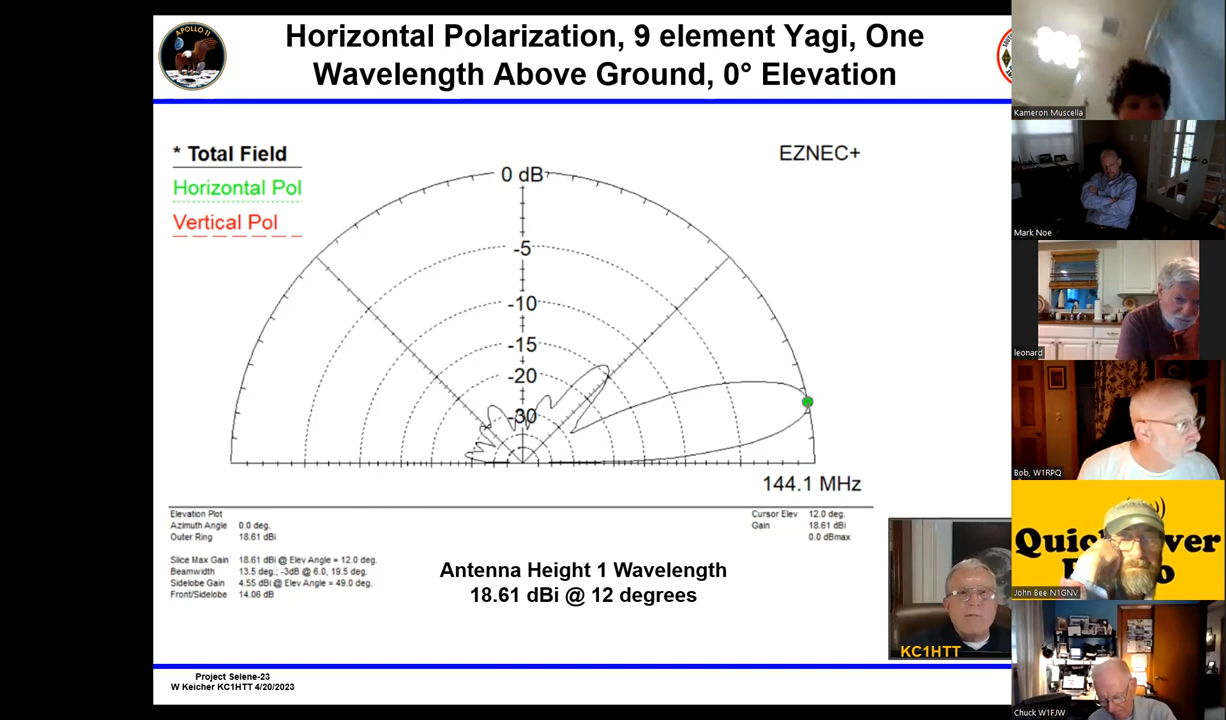 Horizontal Polarization, 9 element Yagi, One
Wavelength Above Ground, 0° Elevation
APOLLO 11
* Total Field
Horizontal Pol
Vertical Pol
EZNEC+
0 dB
-5
-10
-15
-20
-30
144.1 MHz
Elevation Plot
Azimuth Angle 0.0 deg.
Outer Ring 18.61 dBi
Slice Max Gain 18.61 dBi @ Elev Angle = 12.0 deg.
Beamwidth 13.5 deg.; -3dB @ 6.0, 19.5 deg.
Sidelobe Gain 4.55 dBi @ Elev Angle = 49.0 deg.
Front/Sidelobe 14.06 dB
Cursor Elev 12.0 deg.
Gain 18.61 dBi
0.0 dBmax
Antenna Height 1 Wavelength
18.61 dBi @ 12 degrees
Project Selene-23
W Keicher KC1HTT 4/20/2023
KC1HTT
Kameron Muscella
Mark Noe
leonard
Bob, W1RPQ
John Bee N1GNV
Chuck W1FJW